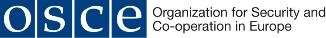 osce Organization for Security and
Co-operation in Europe